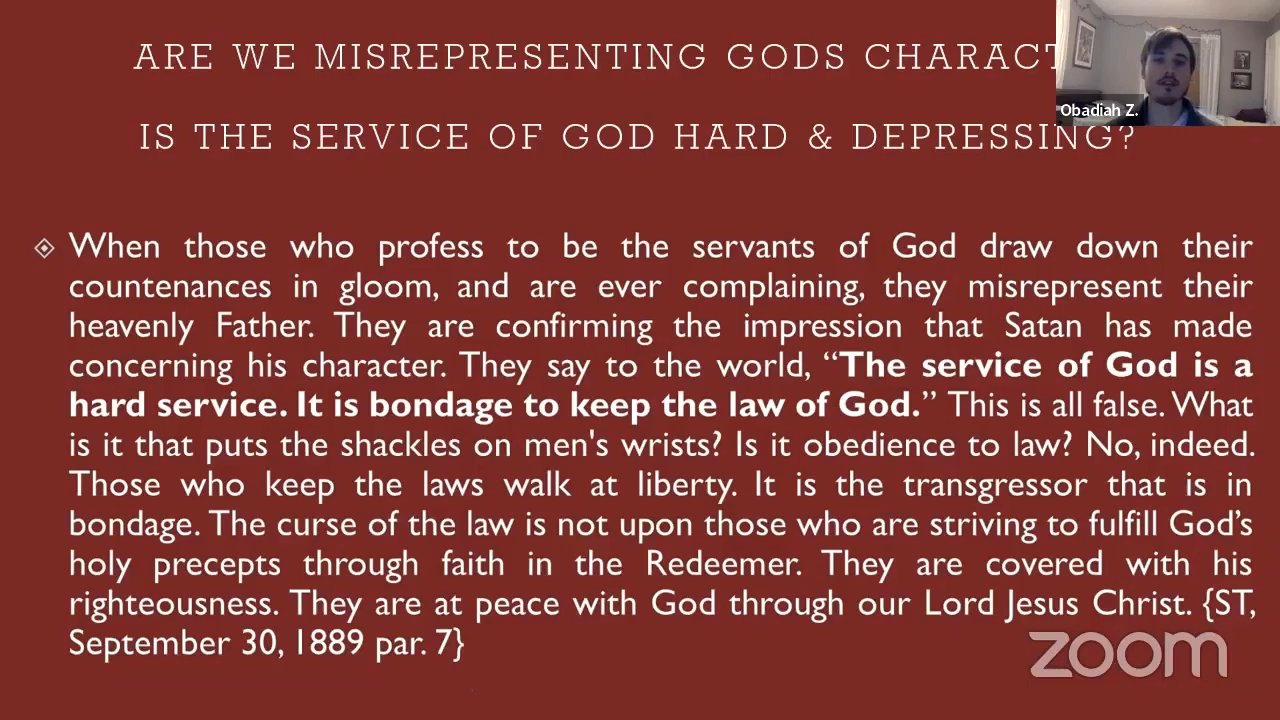 ARE WE MISREPRESENTING GODS CHARACT
Obadiah Z.
IS THE SERVICE OF GOD HARD & DEPRESSING?
When those who profess to be the servants of God draw down their
countenances in gloom, and are ever complaining, they misrepresent their
heavenly Father. They are confirming the impression that Satan has made
concerning his character. They say to the world, “The service of God is a
hard service. It is bondage to keep the law of God.” This is all false. What
is it that puts the shackles on men's wrists? Is it obedience to law? No, indeed.
Those who keep the laws walk at liberty. It is the transgressor that is in
bondage. The curse of the law is not upon those who are striving to fulfill God’s
holy precepts through faith in the Redeemer. They are covered with his
righteousness. They are at peace with God through our Lord Jesus Christ. {ST,
September 30, 1889 par. 7}
zoom